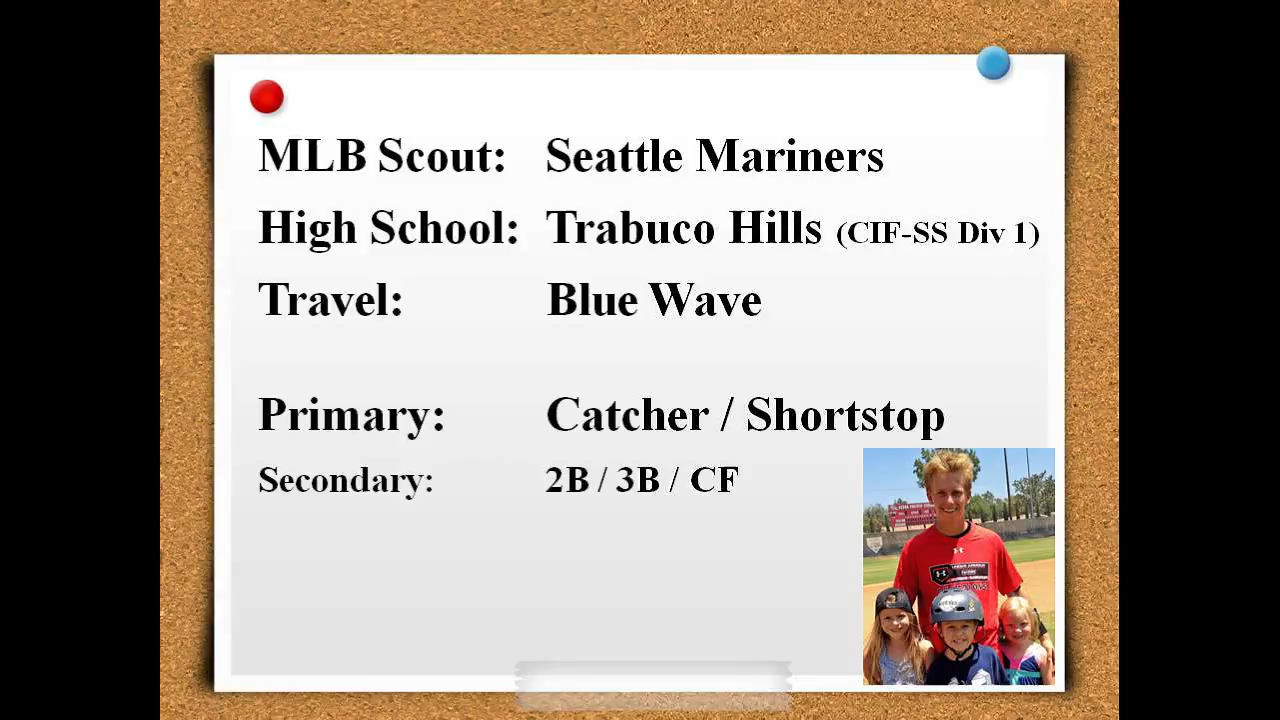 MLB Scout: Seattle Mariners
High School: Trabuco Hills (CIF-SS Div 1)
Travel: Blue Wave
Primary: Catcher / Shortstop
Secondary: 2B / 3B / CF